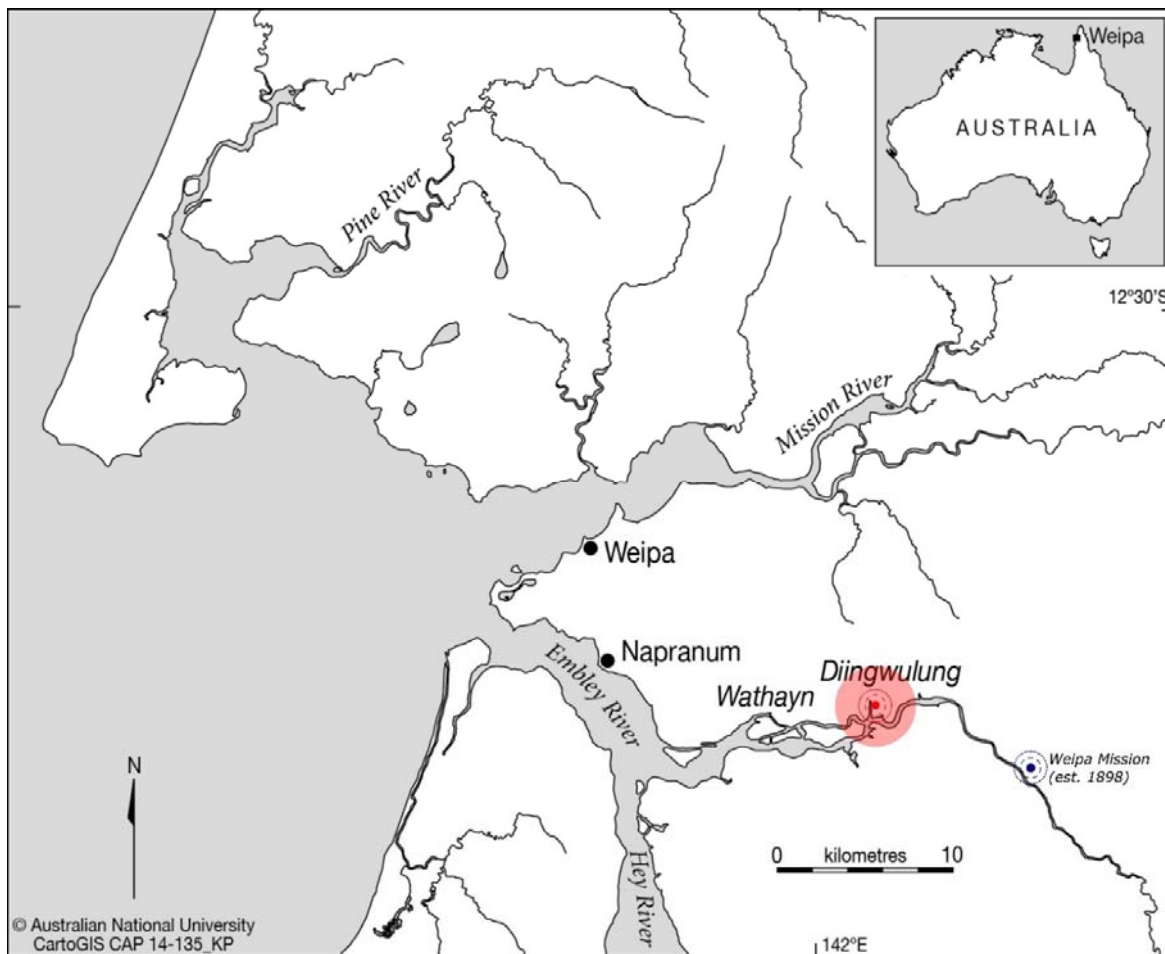 Weipa
AUSTRALIA
Pine River
12°30'S
Mission River
Weipa
Napranum
Embley River
Diingwulung
Wathayn
Weipa Mission
(est. 1898)
N
0 kilometres 10
Hey River
© Australian National University
CartoGIS CAP 14-135_KP
142°E